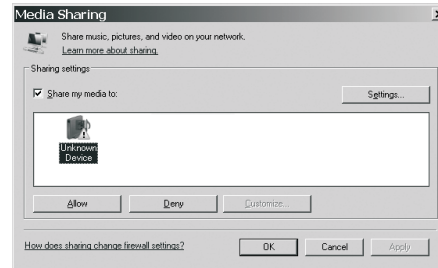 Media Sharing
Share music, pictures, and video on your network.
Learn more about sharing.
Sharing settings
Share my media to:
Settings...
Unknown
Device
Allow
Deny
Customize...
How does sharing change firewall settings?
OK
Cancel
Apply